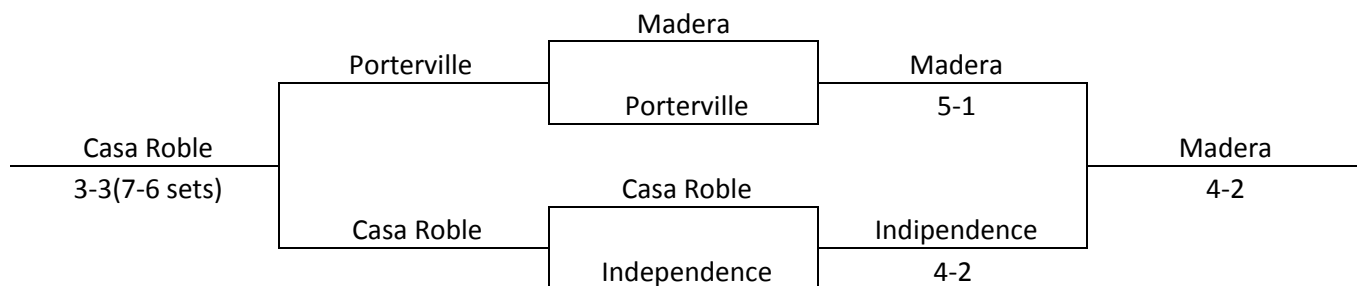 Madera
Porterville
Madera
Porterville
5-1
Casa Roble
Madera
3-3(7-6 sets)
Casa Roble
4-2
Casa Roble
Indipendence
Independence
4-2